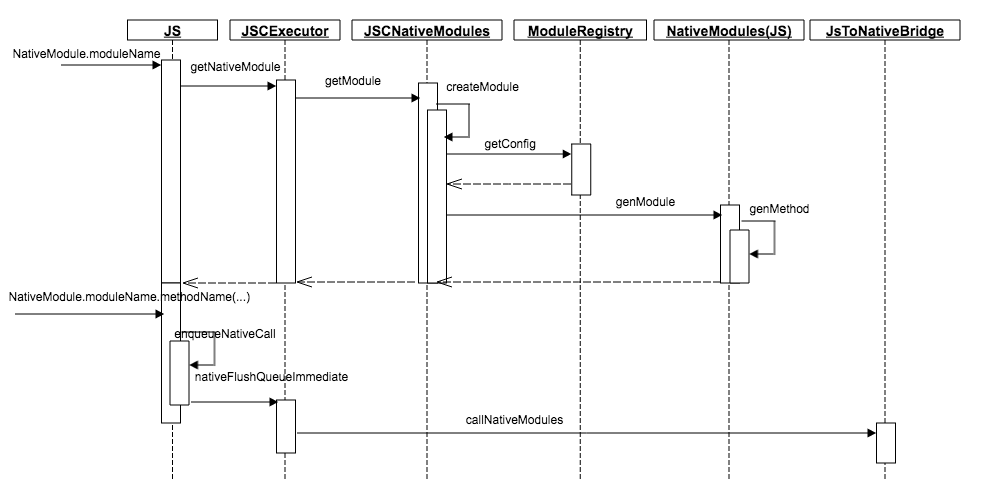 JS
JSCExecutor
JSCNativeModules
ModuleRegistry
NativeModules(JS)
JsToNativeBridge
NativeModule.moduleName
getNativeModule
getModule
createModule
getConfig
genModule
genMethod
NativeModule.moduleName.methodName(...)
enqueueNativeCall
nativeFlushQueueImmediate
callNativeModules